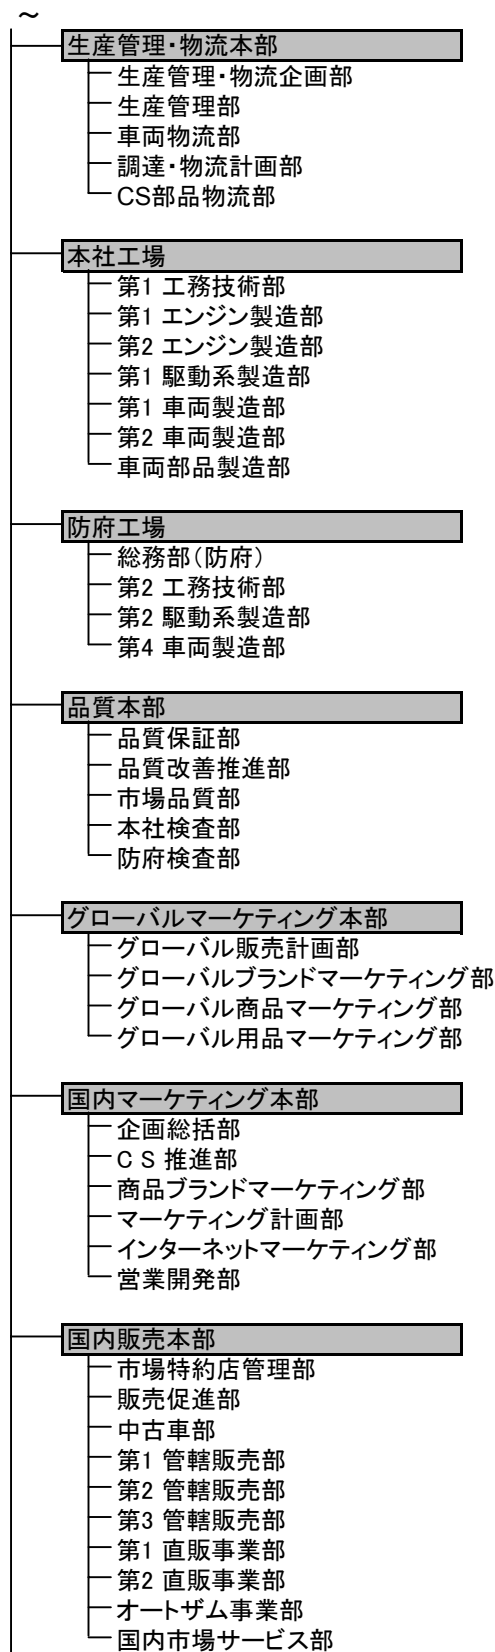 ～
生産管理・物流本部
生産管理・物流企画部
生産管理部
車両物流部
調達・物流計画部
CS部品物流部
本社工場
第1 工務技術部
第1 エンジン製造部
第2 エンジン製造部
第1 駆動系製造部
第1 車両製造部
第2 車両製造部
車両部品製造部
防府工場
総務部（防府）
第2 工務技術部
第2 駆動系製造部
第4 車両製造部
品質本部
品質保証部
品質改善推進部
市場品質部
本社検査部
防府検査部
グローバルマーケティング本部
グローバル販売計画部
グローバルブランドマーケティング部
グローバル商品マーケティング部
グローバル用品マーケティング部
国内マーケティング本部
企画総括部
C S 推進部
商品ブランドマーケティング部
マーケティング計画部
インターネットマーケティング部
営業開発部
国内販売本部
市場特約店管理部
販売促進部
中古車部
第1 管轄販売部
第2 管轄販売部
第3 管轄販売部
第1 直販事業部
第2 直販事業部
オートザム事業部
国内市場サービス部